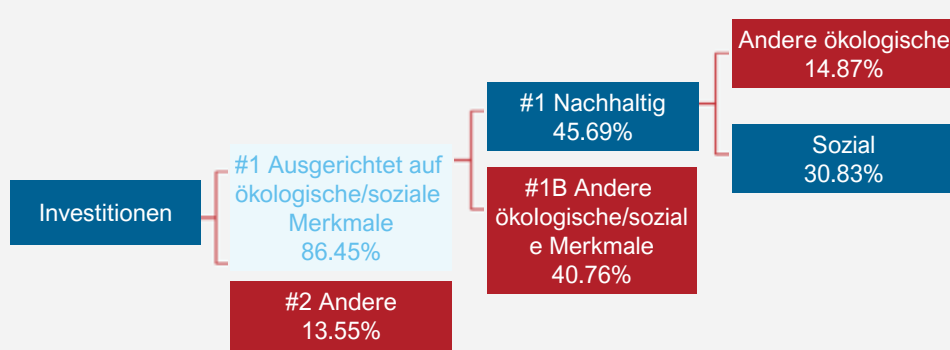 Investitionen
#1 Ausgerichtet auf
ökologische/soziale
Merkmale
86.45%
#2 Andere
13.55%
#1 Nachhaltig
45.69%
#1B Andere
ökologische/sozial
e Merkmale
40.76%
Andere ökologische
14.87%
Sozial
30.83%